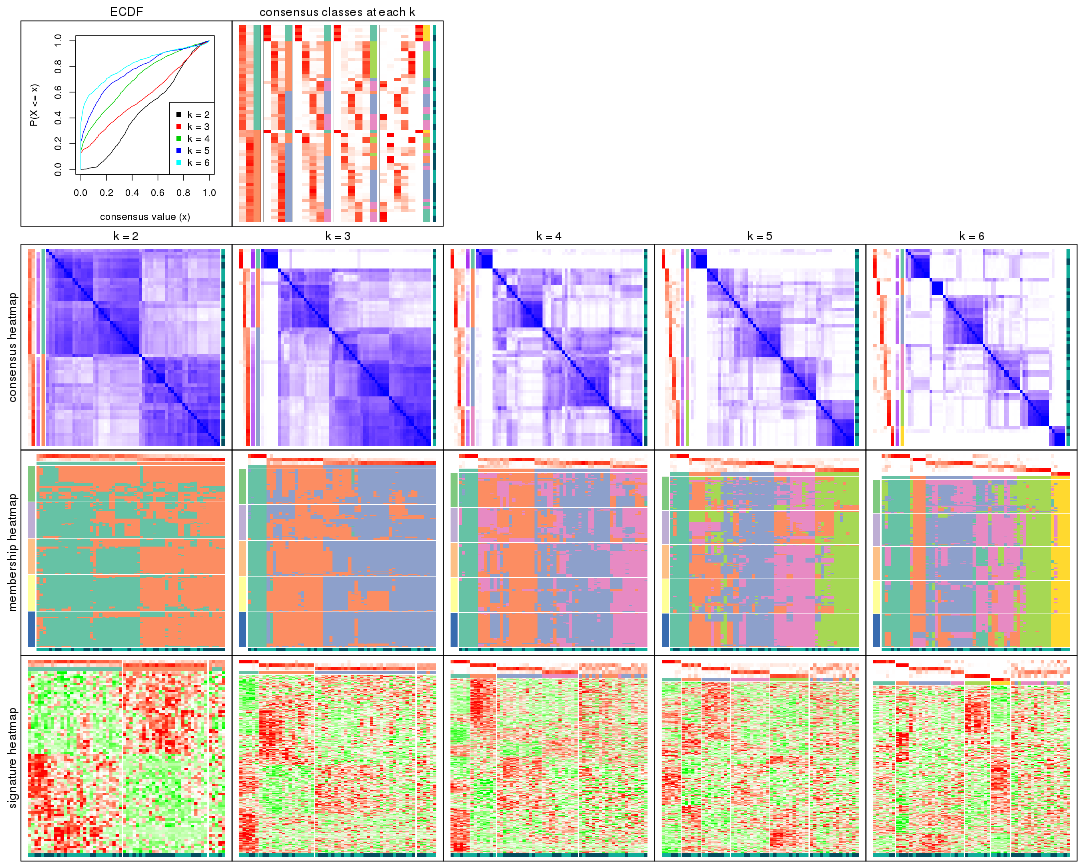 ECDF
consensus classes at each k
P(X <= x)
0.0 0.2 0.4 0.6 0.8 1.0
k = 2
k = 3
k = 4
k = 5
k = 6
0.0 0.2 0.4 0.6 0.8 1.0
consensus value (x)
k = 2
k = 3
k = 4
k = 5
k = 6
consensus heatmap
membership heatmap
signature heatmap